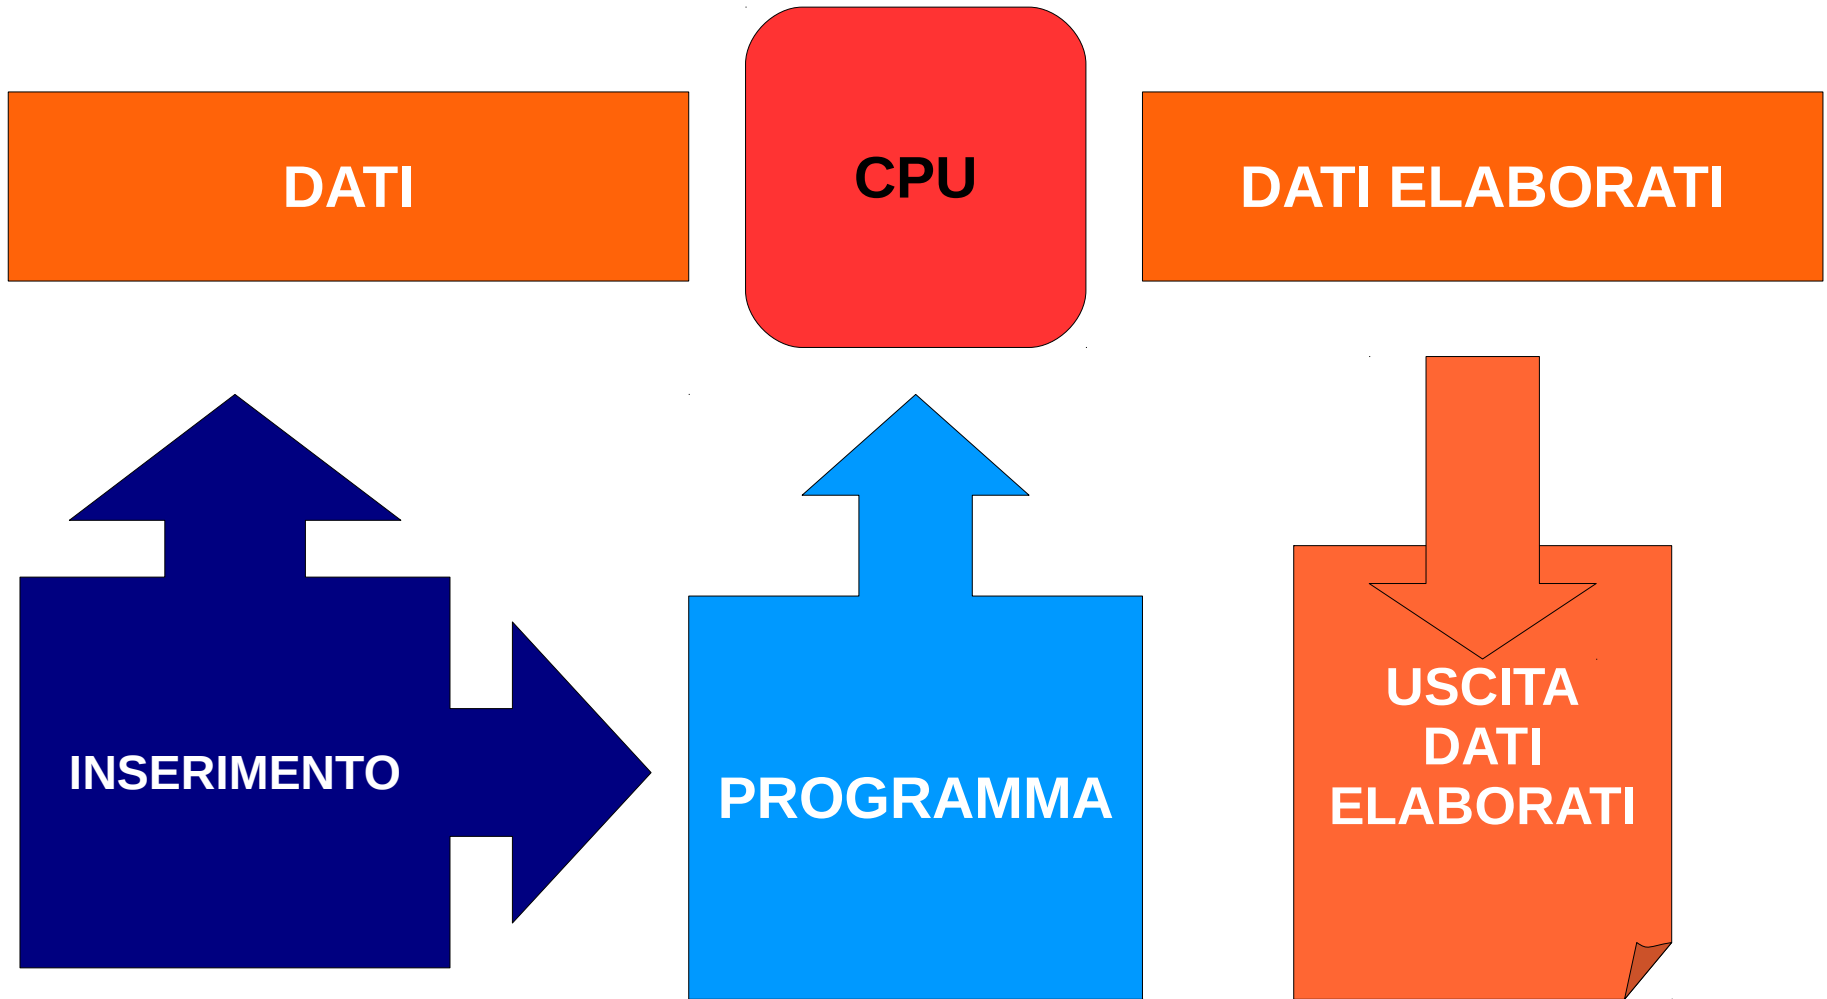 DATI
CPU
DATI ELABORATI
INSERIMENTO
PROGRAMMA
USCITA
DATI
ELABORATI